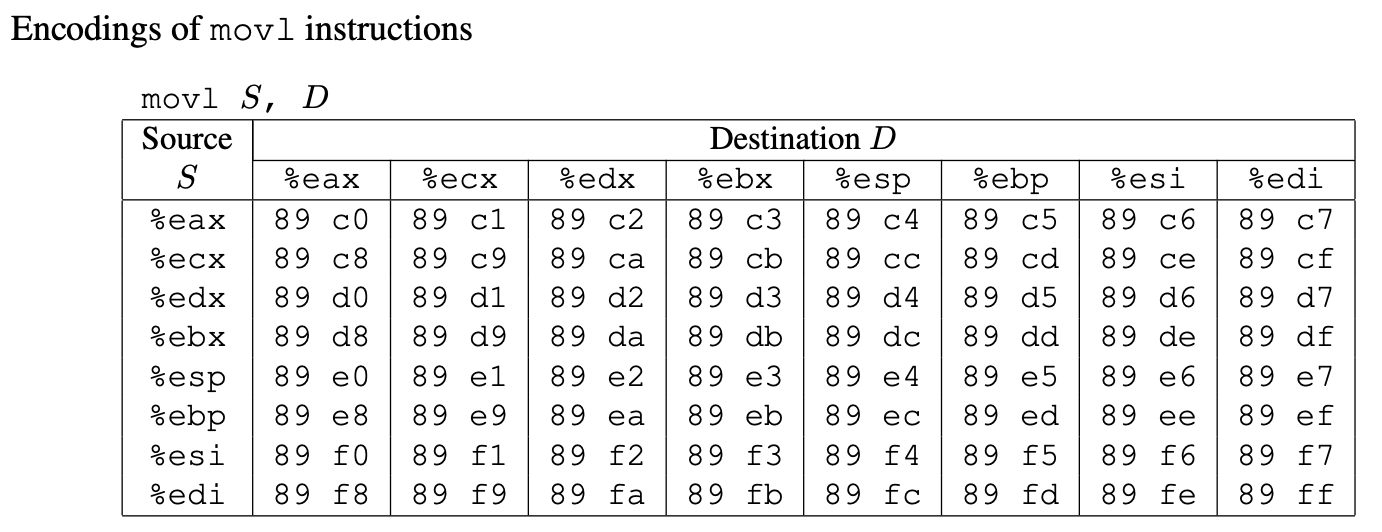 Encodings of movl instructions
movl S, D
Source Destination D
S %eax %ecx %edx %ebx %esp %ebp %esi %edi
%eax 89 c0 89 c1 89 c2 89 c3 89 c4 89 c5 89 c6 89 c7
%ecx 89 c8 89 c9 89 ca 89 cb 89 cc 89 cd 89 ce 89 cf
%edx 89 d0 89 d1 89 d2 89 d3 89 d4 89 d5 89 d6 89 d7
%ebx 89 d8 89 d9 89 da 89 db 89 dc 89 dd 89 de 89 df
%esp 89 e0 89 e1 89 e2 89 e3 89 e4 89 e5 89 e6 89 e7
%ebp 89 e8 89 e9 89 ea 89 eb 89 ec 89 ed 89 ee 89 ef
%esi 89 f0 89 f1 89 f2 89 f3 89 f4 89 f5 89 f6 89 f7
%edi 89 f8 89 f9 89 fa 89 fb 89 fc 89 fd 89 fe 89 ff